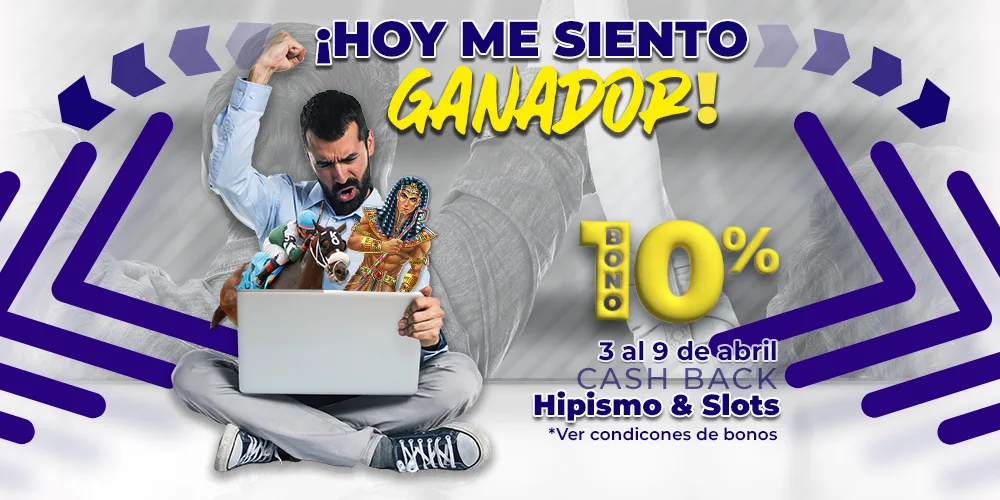 ¡HOY ME SIENTO
GANADOR!
BONO
10%
3 al 9 de abril
CASH BACK
Hipismo & Slots
*Ver condicones de bonos